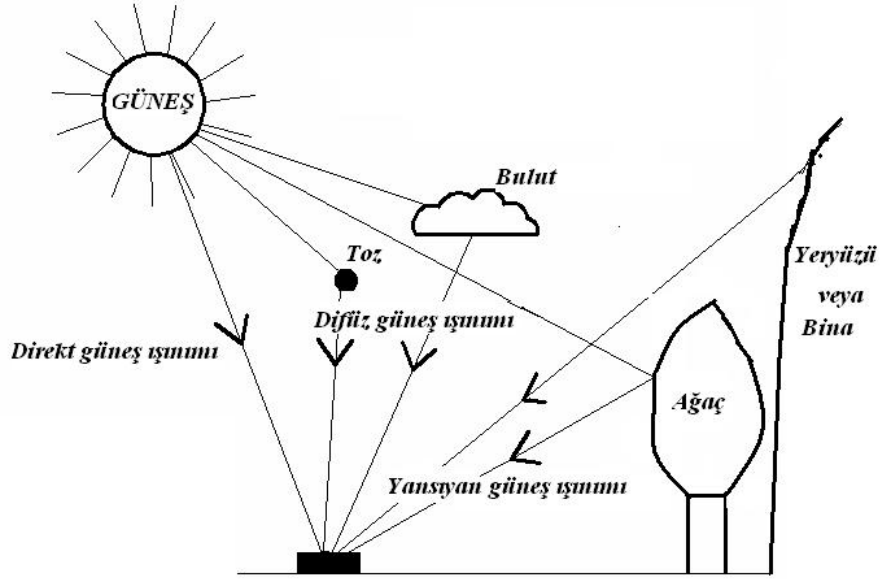 GÜNEŞ
Bulut
Toz
Yeryüzü
veya
Bina
Difüz güneş ışınımı
Direkt güneş ışınımı
Ağaç
Yansıyan güneş ışınımı